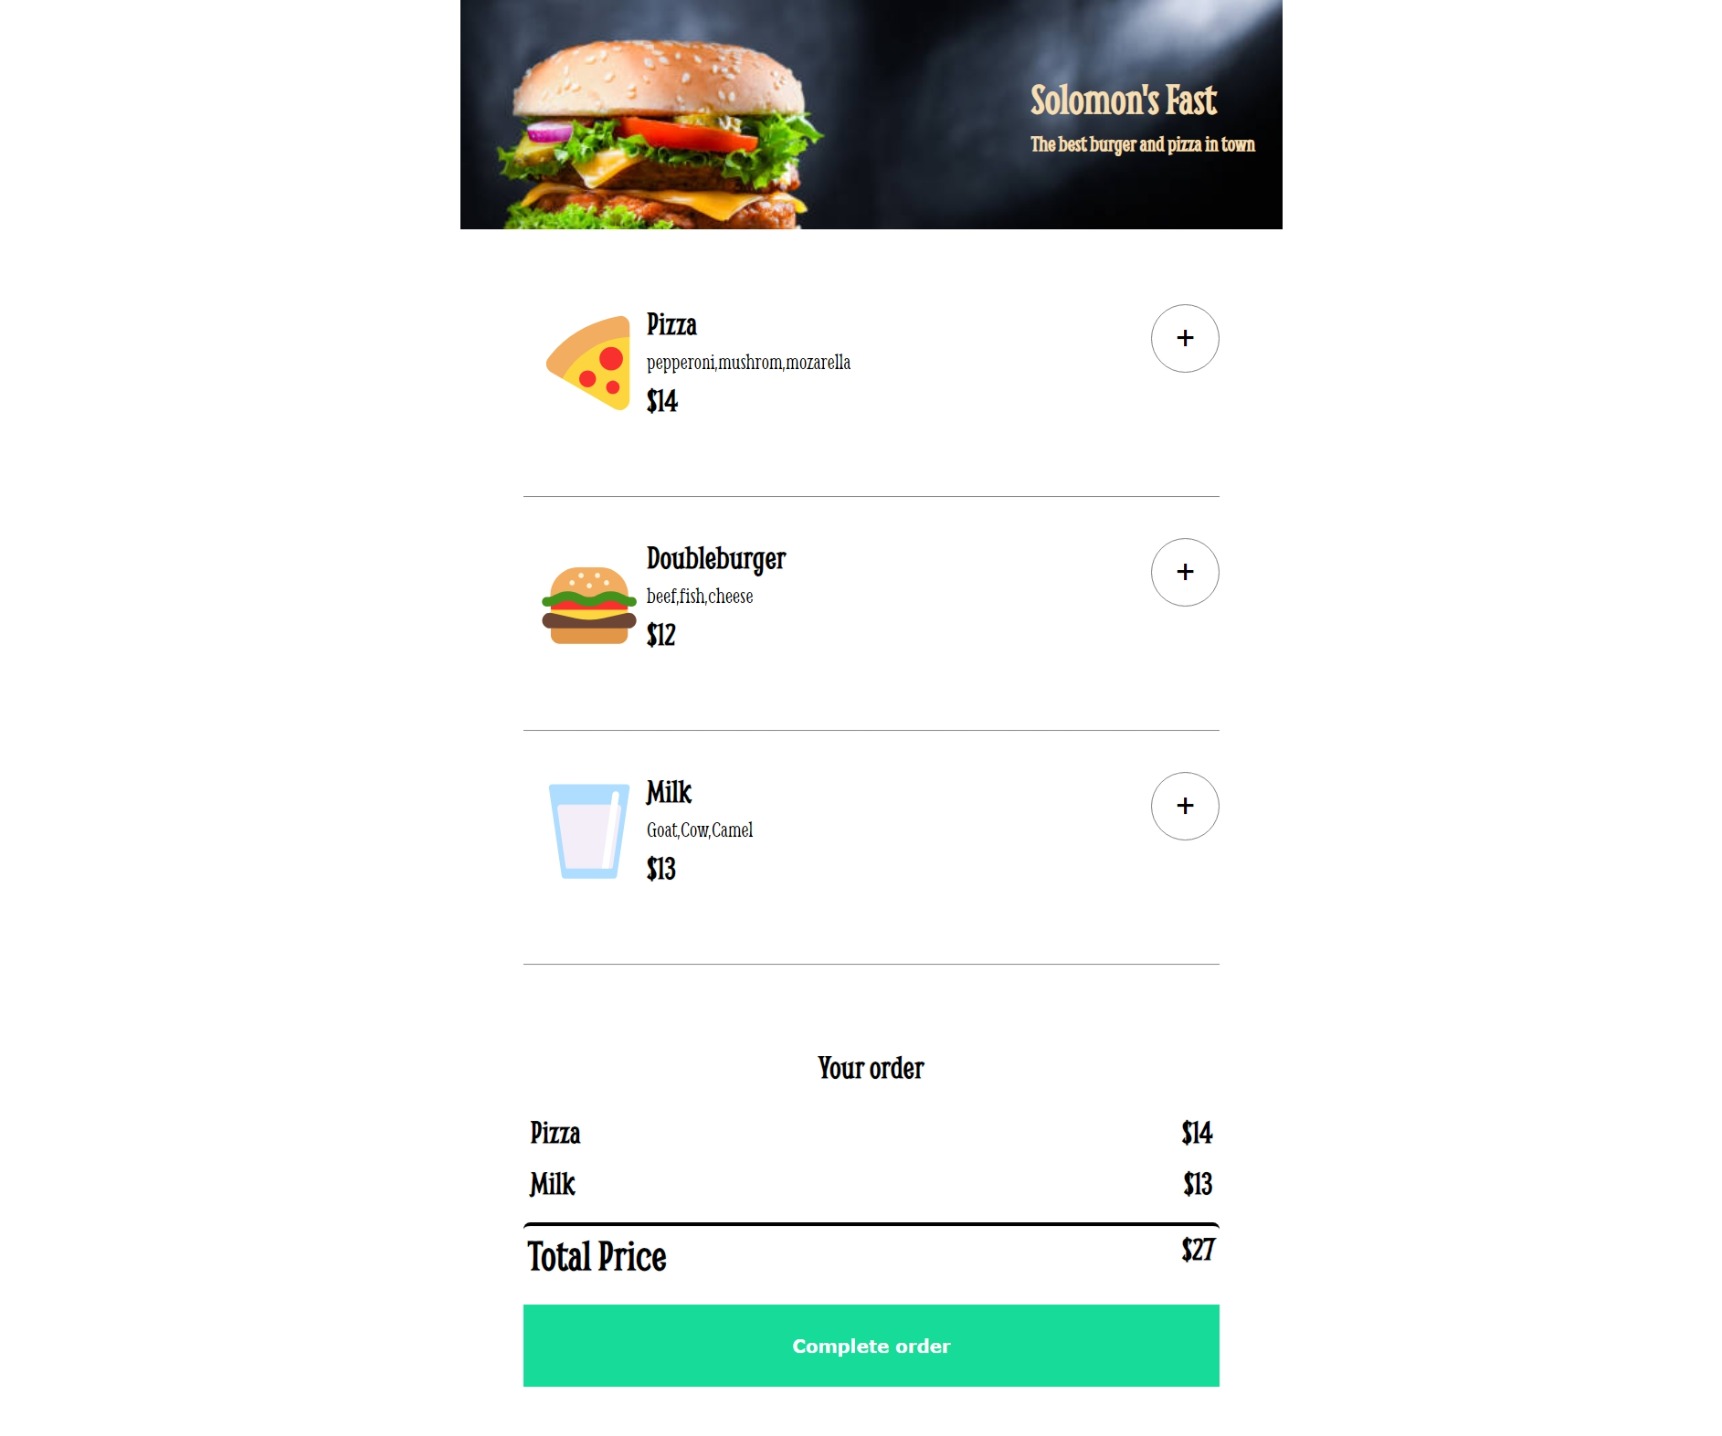 Solomon's Fast
The best burger and pizza in town
Pizza
pepperoni,mushrom,mozarella
$14
+
Doubleburger
beef,fish,cheese
$12
+
Milk
Goat,Cow,Camel
$13
+
Your order
Pizza $14
Milk $13
Total Price $27
Complete order